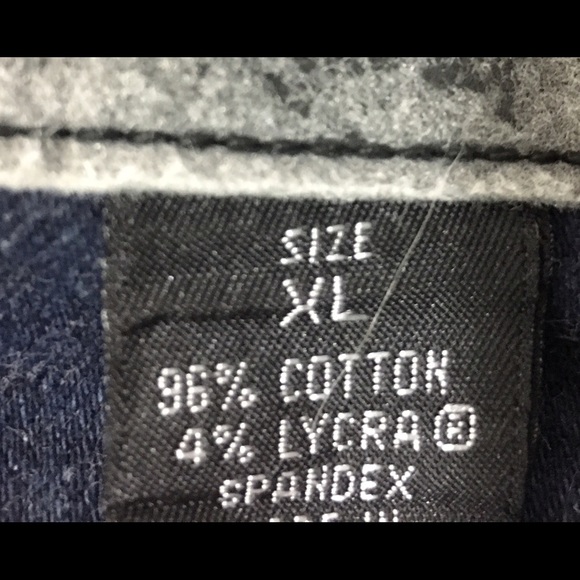 SIZE
XL
96% COTTON
4% LYCRA®
SPANDEX